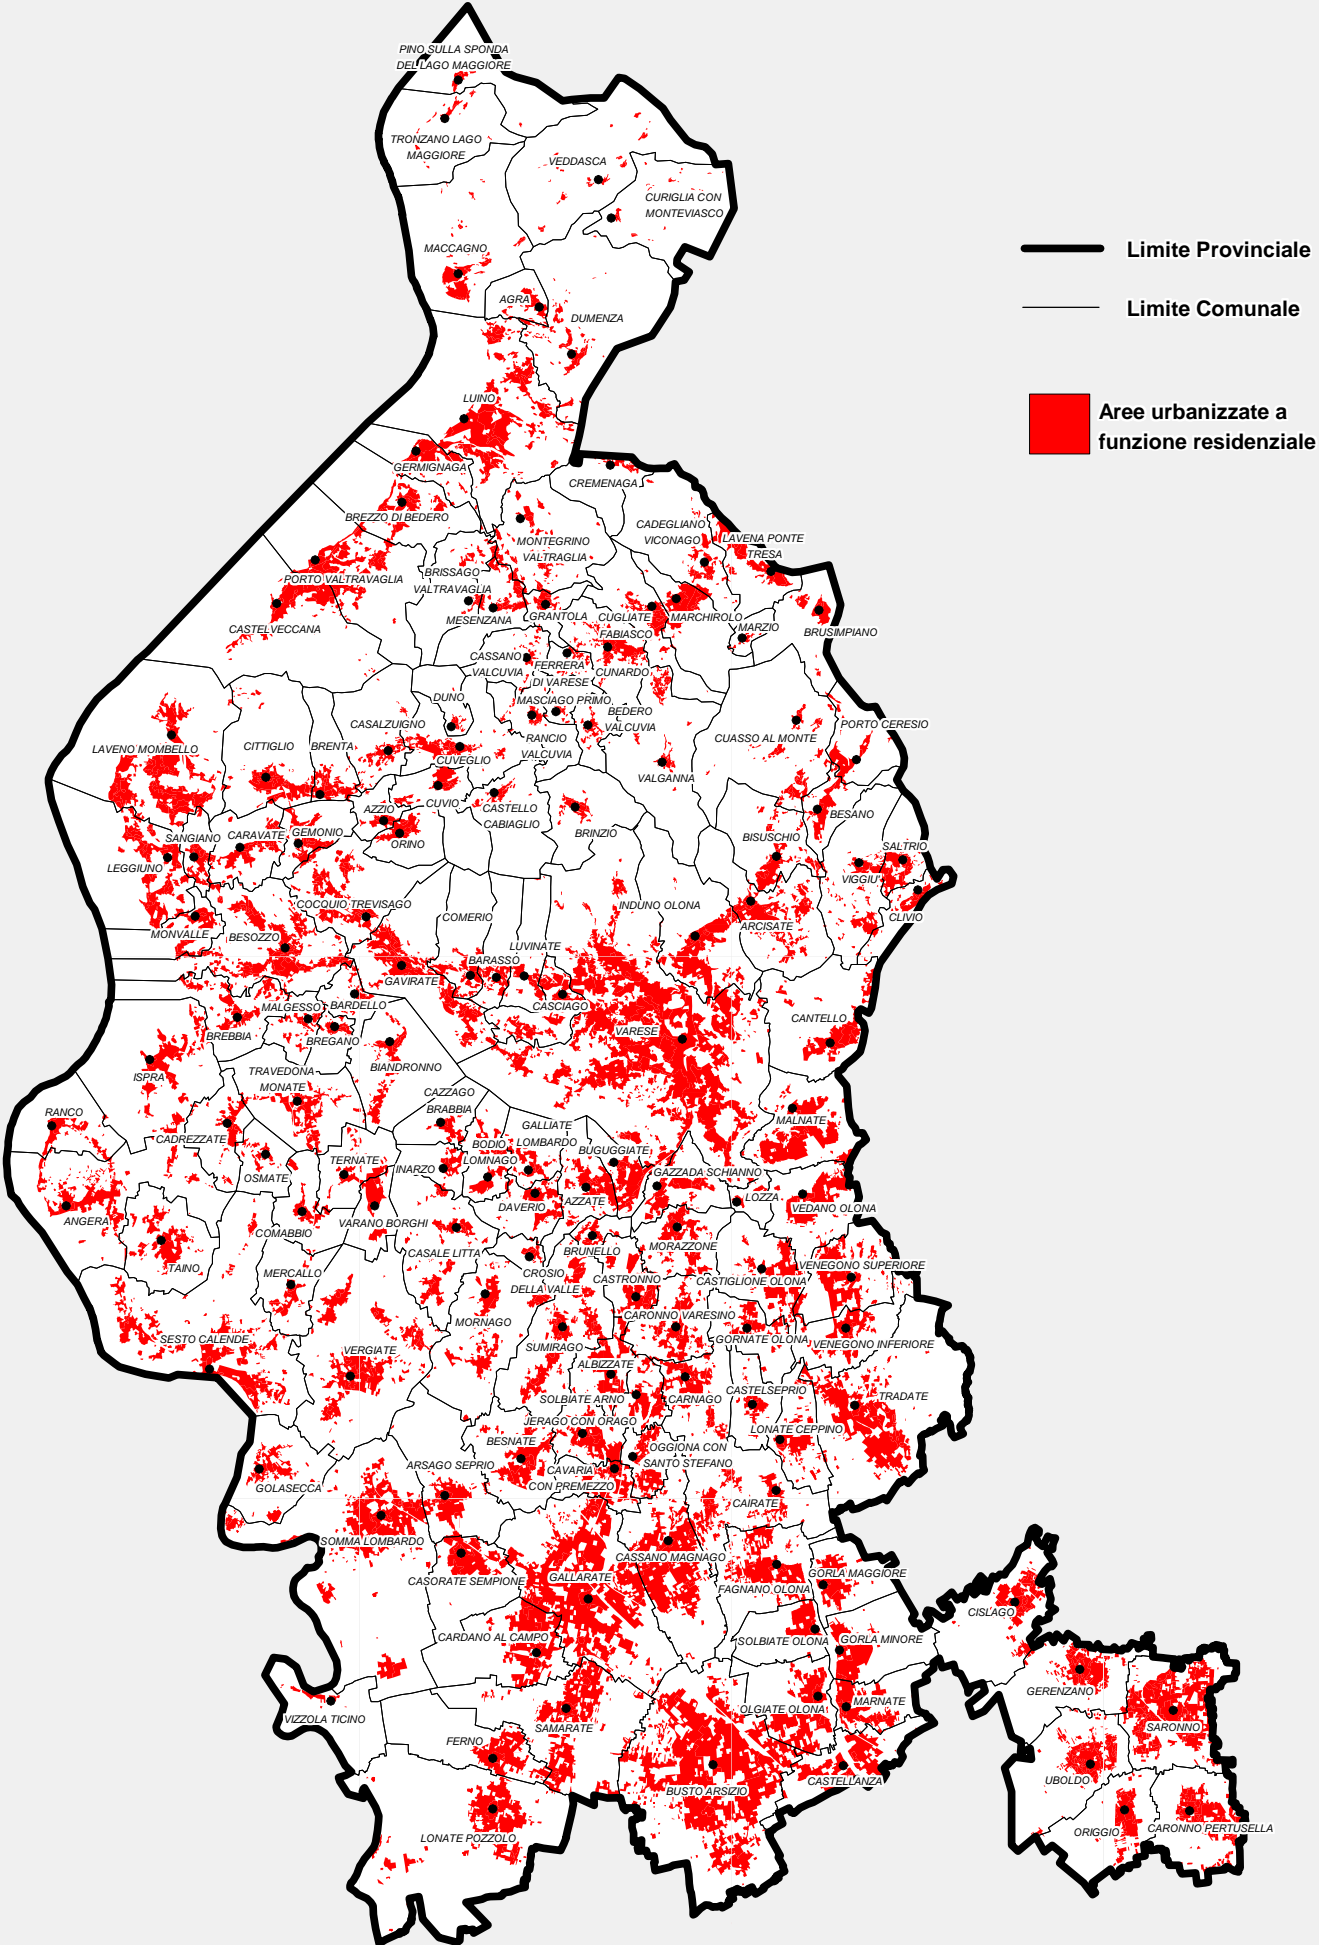 PINO SULLA SPONDA
DEL LAGO MAGGIORE
TRONZANO LAGO
MAGGIORE
VEDDASCA
CURIGLIA CON
MONTEVIASCO
MACCAGNO
AGRA
DUMENZA
Limite Provinciale
Limite Comunale
Aree urbanizzate a
funzione residenziale
LUINO
GERMIGNAGA
CREMENAGA
BREZZO DI BEDERO
CADEGLIANO
VICONAGO
LAVENA PONTE
TRESA
MONTEGRINO
VALTRAGLIA
PORTO VALTRAVAGLIA
BRISSAGO
VALTRAVAGLIA
MESENZANA
GRANTOLA
CUGLIATE
FABIASCO
MARCHIROLO
MARZIO
BRUSIMPIANO
CASTELVECCANA
CASSANO
VALCUVIA
FERRERA
DI VARESE
CUNARDO
DUNO
MASCIAGO PRIMO
BEDERO
VALCUVIA
CASALZUIGNO
RANCIO
VALCUVIA
CUASSO AL MONTE
PORTO CERESIO
LAVENO MOMBELLO
CITTIGLIO
BRENTA
CUVEGLIO
VALGANNA
CUVIO
CASTELLO
CABIAGLIO
AZZIO
ORINO
BRINZIO
BESANO
BISUSCHIO
SANGIANO
CARAVATE
GEMONIO
LEGGIUNO
SALTRIO
VIGGIU'
CLIVIO
COCQUIO TREVISAGO
COMERIO
INDUNO OLONA
ARCISATE
MONVALLE
BESOZZO
LUVINATE
BARASSO
GAVIRATE
CASCIAGO
MALGESSO
BARDELLO
BREBBIA
BREGANO
VARESE
CANTELLO
ISPRA
TRAVEDONA
MONATE
BIANDRONNO
CAZZAGO
BRABBIA
RANCO
CADREZZATE
GALLIATE
LOMBARDO
MALNATE
BODIO
LOMNAGO
BUGUGGIATE
TERNATE
INARZO
OSMATE
GAZZADA SCHIANNO
LOZZA
DAVERIO
AZZATE
VEDANO OLONA
ANGERA
COMABBIO
VARANO BORGHI
CASALE LITTA
BRUNELLO
MORAZZONE
TAINO
MERCALLO
CROSIO
DELLA VALLE
CASTRONNO
CASTIGLIONE OLONA
VENEGONO SUPERIORE
MORNAGO
CARONNO VARESINO
SESTO CALENDE
VERGIATE
SUMIRAGO
GORNATE OLONA
VENEGONO INFERIORE
ALBIZZATE
SOLBIATE ARNO
CARNAGO
CASTELSEPRIO
TRADATE
JERAGO CON ORAGO
LONATE CEPPINO
BESNATE
OGGIONA CON
SANTO STEFANO
ARSAGO SEPRIO
CAVARIA
CON PREMEZZO
GOLASECCA
CAIRATE
SOMMA LOMBARDO
CASSANO MAGNAGO
CASORATE SEMPIONE
GALLARATE
FAGNANO OLONA
GORLA MAGGIORE
CISLAGO
CARDANO AL CAMPO
SOLBIATE OLONA
GORLA MINORE
GERENZANO
VIZZOLA TICINO
SAMARATE
OLGIATE OLONA
MARNATE
SARONNO
FERNO
UBOLDO
CASTELLANZA
BUSTO ARSIZIO
LONATE POZZOLO
ORIGGIO
CARONNO PERTUSELLA